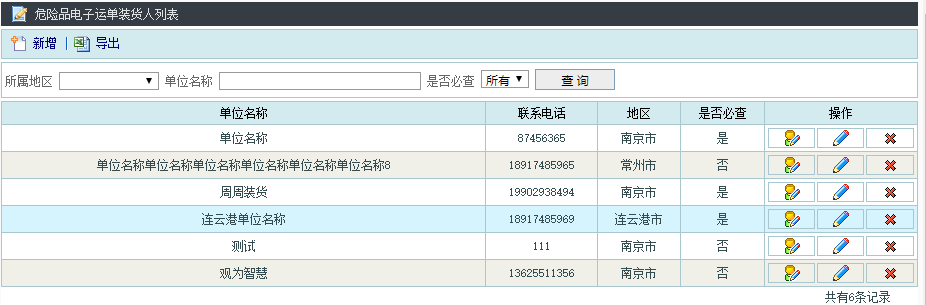 危险品电子运单装货人列表
新增 | 导出
所属地区 单位名称 是否必查 所有 查 询
单位名称 联系电话 地区 是否必查 操作
单位名称 87456365 南京市 是
单位名称单位名称单位名称单位名称单位名称单位名称8 18917485965 常州市 否
周周装货 19902938494 南京市 是
连云港单位名称 18917485969 连云港市 是
测试 111 南京市 否
观为智慧 13625511356 南京市 否
共有6条记录